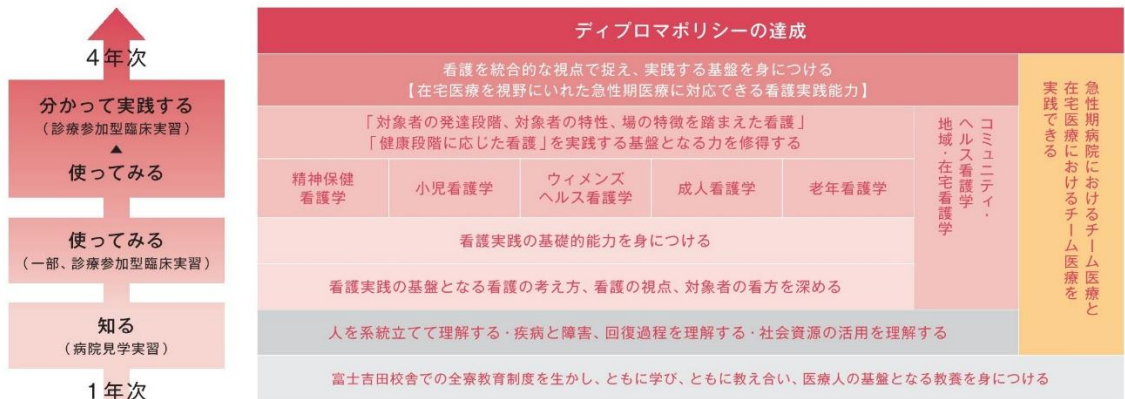 4年次
分かって実践する
(診療参加型臨床実習)
▲
使ってみる
使ってみる
(一部、診療参加型臨床実習)
知る
(病院見学実習)
1年次
ディプロマポリシーの達成
看護を統合的な視点で捉え、実践する基盤を身につける
【在宅医療を視野にいれた急性期医療に対応できる看護実践能力】
「対象者の発達段階、対象者の特性、場の特徴を踏まえた看護」
「健康段階に応じた看護」を実践する基盤となる力を修得する
精神保健
看護学
小児看護学
ウィメンズ
ヘルス看護学
成人看護学
老年看護学
看護実践の基礎的能力を身につける
看護実践の基盤となる看護の考え方、看護の視点、対象者の看方を深める
コミュニティ・
ヘルス看護学
地域・在宅看護学
急性期病院におけるチーム医療と
在宅医療におけるチーム医療を
実践できる
人を系統立てて理解する・疾病と障害、回復過程を理解する・社会資源の活用を理解する
富士吉田校舎での全寮教育制度を生かし、ともに学び、ともに教え合い、医療人の基盤となる教養を身につける